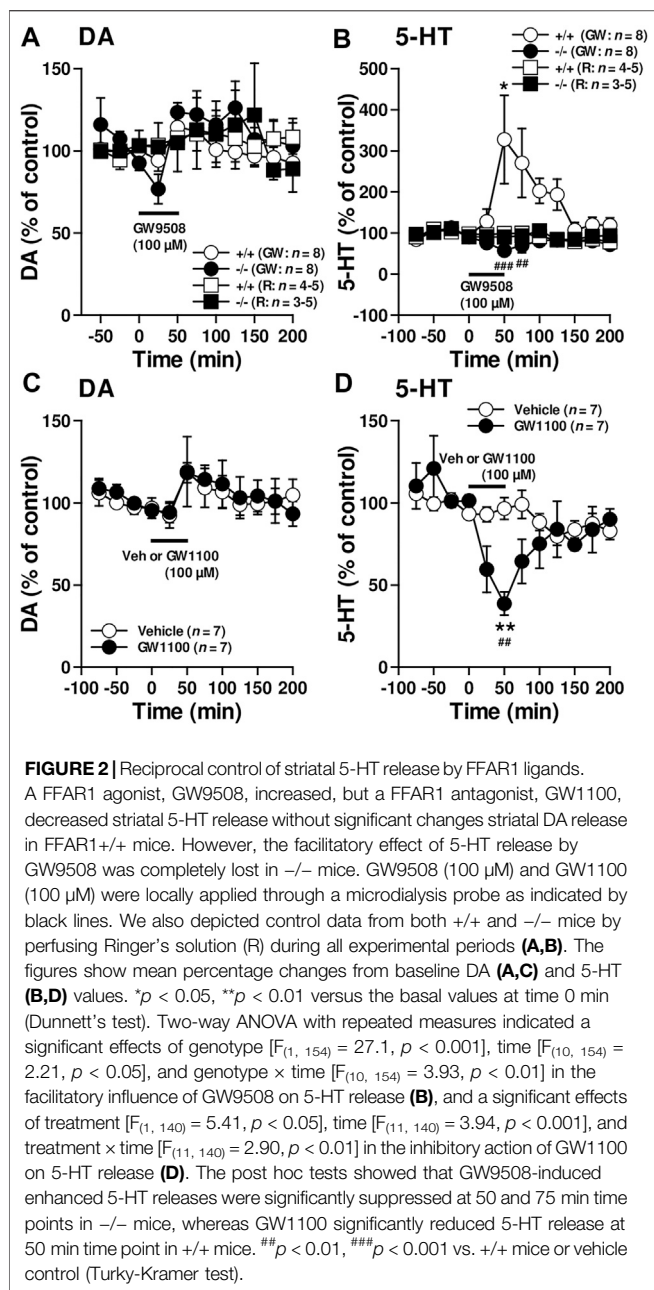 A DA
DA (% of control)
150
100
50
0
GW9508
(100 µM)
+/+ (GW: n = 8)
-/- (GW: n = 8)
+/+ (R: n = 4-5)
-/- (R: n = 3-5)
-50 0 50 100 150 200
Time (min)
B 5-HT
+/+ (GW: n = 8)
-/- (GW: n = 8)
+/+ (R: n = 4-5)
-/- (R: n = 3-5)
5-HT (% of control)
500
400
300
200
100
0
-100
*
### ##
GW9508
(100 µM)
-50 0 50 100 150 200
Time (min)
C DA
DA (% of control)
150
100
50
0
Veh or GW1100
(100 µM)
Vehicle (n = 7)
GW1100 (n = 7)
-100 -50 0 50 100 150 200
Time (min)
D 5-HT
Vehicle (n = 7)
GW1100 (n = 7)
5-HT (% of control)
150
100
50
0
Veh or GW1100
(100 µM)
**
##
-100 -50 0 50 100 150 200
Time (min)
FIGURE 2 | Reciprocal control of striatal 5-HT release by FFAR1 ligands.
A FFAR1 agonist, GW9508, increased, but a FFAR1 antagonist, GW1100,
decreased striatal 5-HT release without significant changes striatal DA release
in FFAR1+/+ mice. However, the facilitatory effect of 5-HT release by
GW9508 was completely lost in −/− mice. GW9508 (100 µM) and GW1100
(100 µM) were locally applied through a microdialysis probe as indicated by
black lines. We also depicted control data from both +/+ and −/− mice by
perfusing Ringer's solution (R) during all experimental periods (A,B). The
figures show mean percentage changes from baseline DA (A,C) and 5-HT
(B,D) values. *p < 0.05, **p < 0.01 versus the basal values at time 0 min
(Dunnett's test). Two-way ANOVA with repeated measures indicated a
significant effects of genotype [F(1, 154) = 27.1, p < 0.001], time [F(10, 154) =
2.21, p < 0.05], and genotype × time [F(10, 154) = 3.93, p < 0.01] in the
facilitatory influence of GW9508 on 5-HT release (B), and a significant effects
of treatment [F(1, 140) = 5.41, p < 0.05], time [F(11, 140) = 3.94, p < 0.001], and
treatment × time [F(11, 140) = 2.90, p < 0.01] in the inhibitory action of GW1100
on 5-HT release (D). The post hoc tests showed that GW9508-induced
enhanced 5-HT releases were significantly suppressed at 50 and 75 min time
points in −/− mice, whereas GW1100 significantly reduced 5-HT release at
50 min time point in +/+ mice. ##p < 0.01, ###p < 0.001 vs. +/+ mice or vehicle
control (Turky-Kramer test).